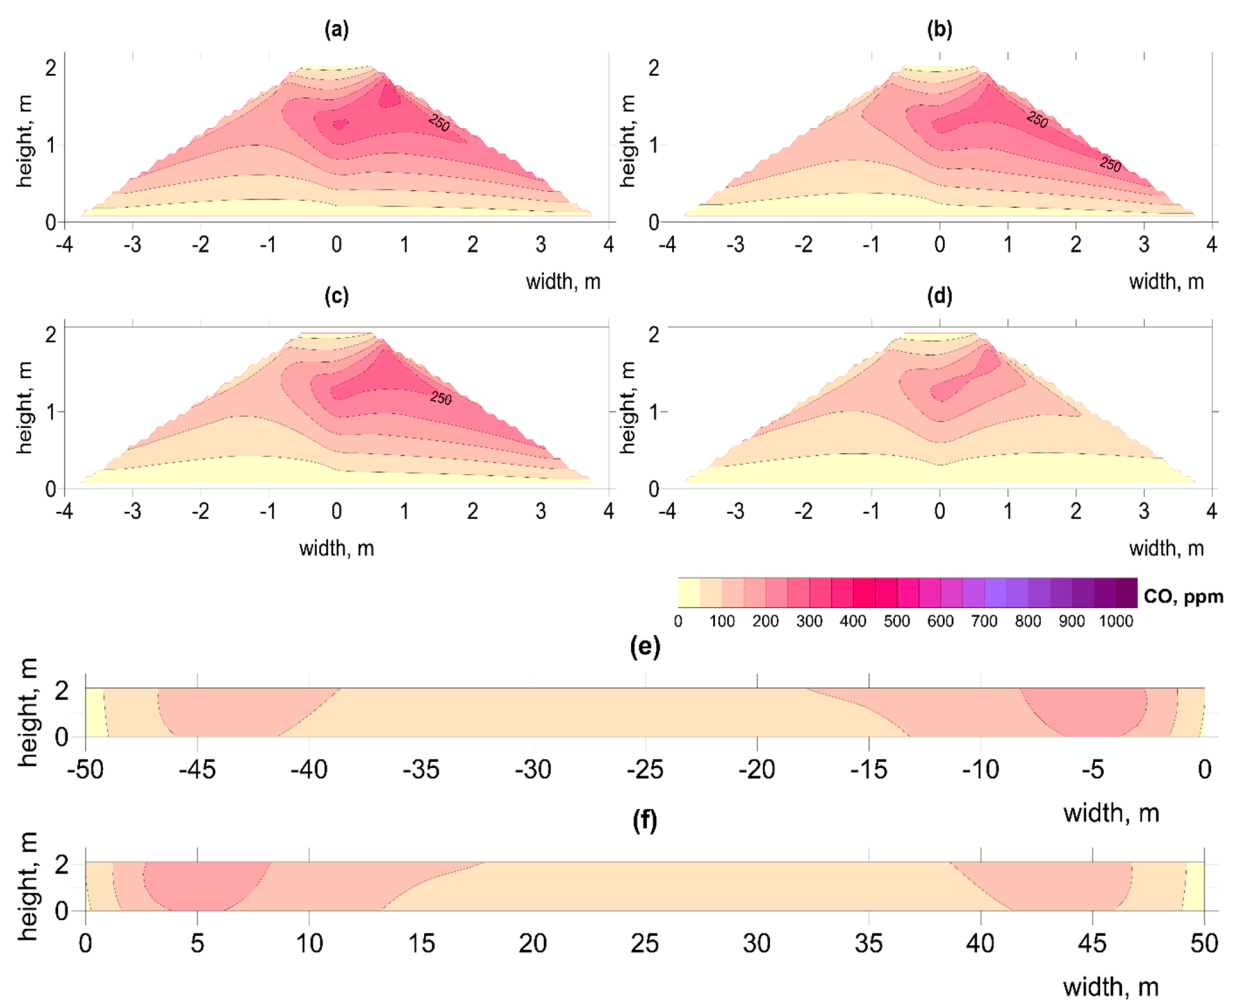 (a) (b)
height, m 2 1 0 250
height, m 2 1 0 250 250
-4 -3 -2 -1 0 1 2 3 4
-4 -3 -2 -1 0 1 2 3 4
width, m width, m
(c) (d)
height, m 2 1 0 250
height, m 2 1 0
-4 -3 -2 -1 0 1 2 3 4
-4 -3 -2 -1 0 1 2 3 4
width, m width, m
CO, ppm
0 100 200 300 400 500 600 700 800 900 1000
(e)
height, m 2 0
-50 -45 -40 -35 -30 -25 -20 -15 -10 -5 0
width, m
(f)
height, m 2 0
0 5 10 15 20 25 30 35 40 45 50
width, m